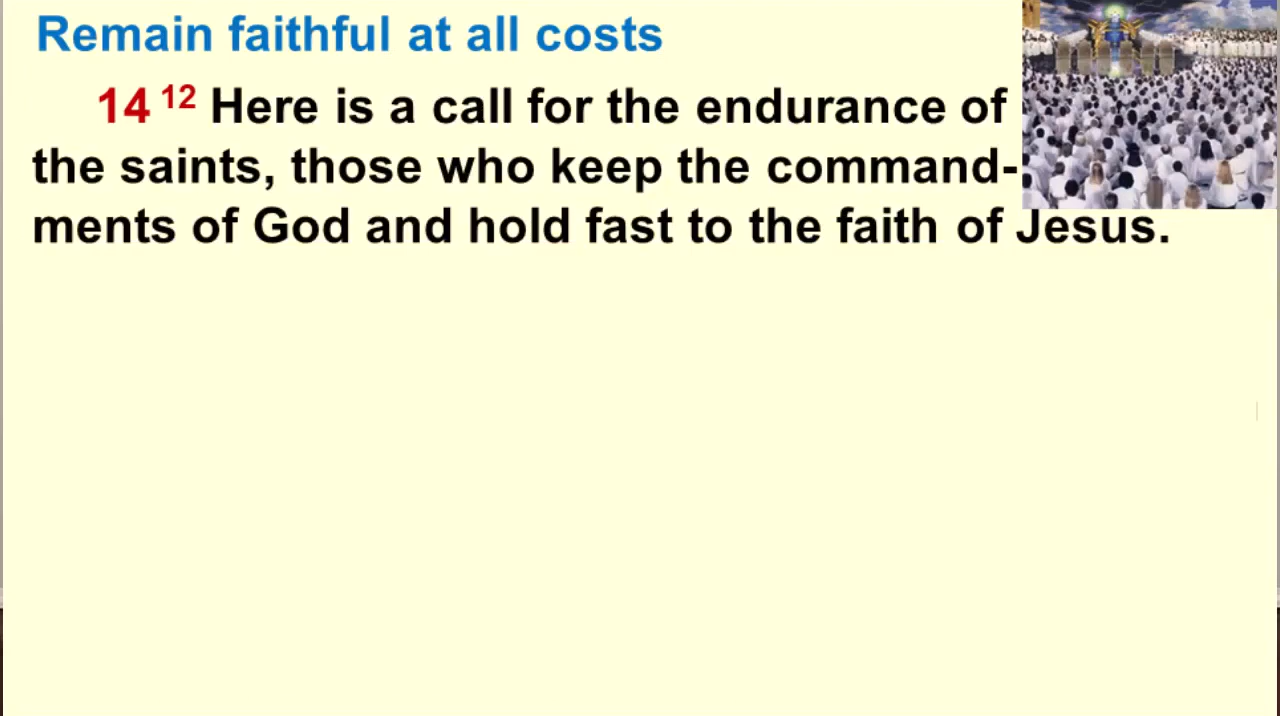 Remain faithful at all costs
14 12 Here is a call for the endurance of
the saints, those who keep the command-
ments of God and hold fast to the faith of Jesus.